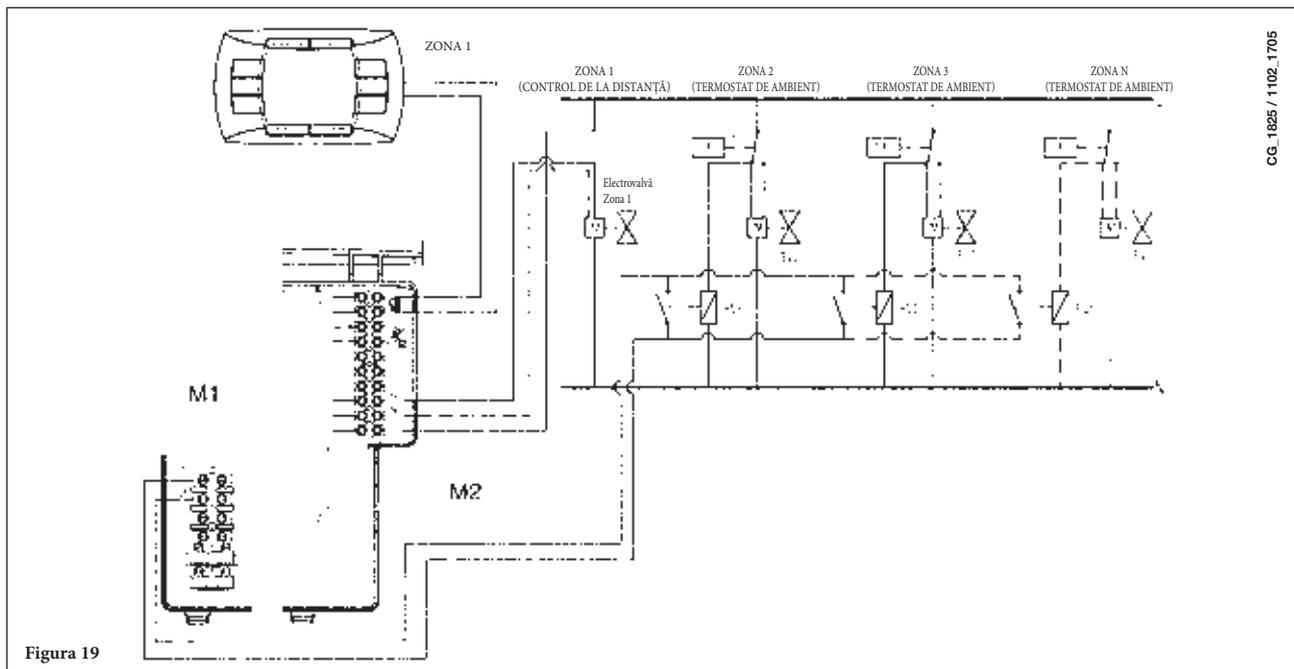 ZONA 1
ZONA 1
(CONTROL DE LA DISTANȚĂ)
ZONA 2
(TERMOSTAT DE AMBIENT)
ZONA 3
(TERMOSTAT DE AMBIENT)
ZONA N
(TERMOSTAT DE AMBIENT)
CG_1825 / 1102_1705
Electrovalvă
Zona 1
M1
M2
Figura 19